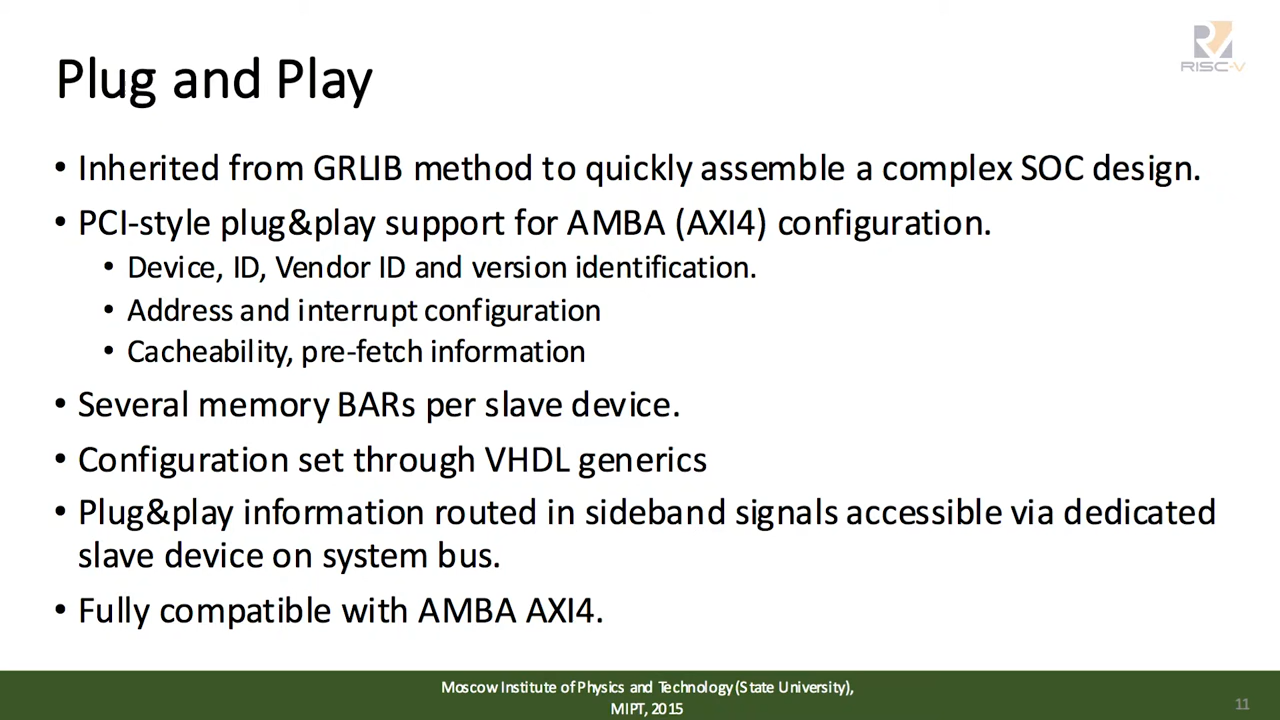 RISC-V
Plug and Play
• Inherited from GRLIB method to quickly assemble a complex SOC design.
• PCI-style plug&play support for AMBA (AXI4) configuration.
• Device, ID, Vendor ID and version identification.
• Address and interrupt configuration
• Cacheability, pre-fetch information
• Several memory BARs per slave device.
• Configuration set through VHDL generics
• Plug&play information routed in sideband signals accessible via dedicated
slave device on system bus.
• Fully compatible with AMBA AXI4.
Moscow Institute of Physics and Technology (State University),
MIPT, 2015
11